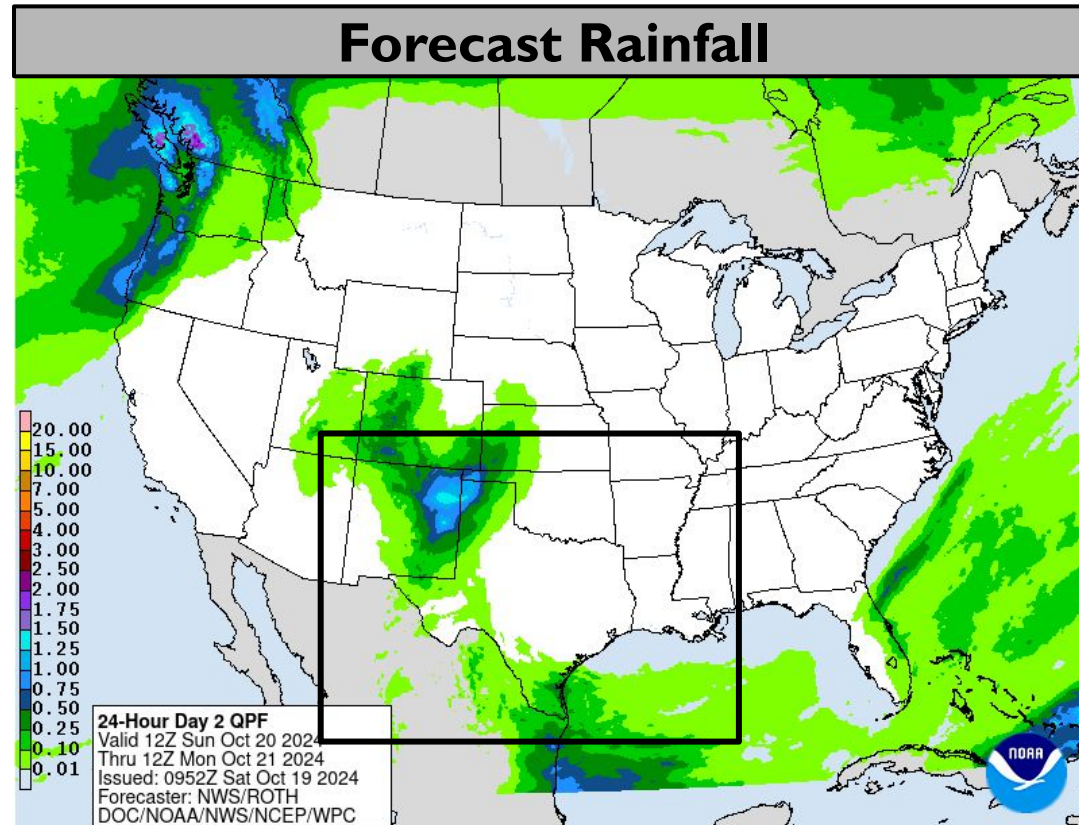 Forecast Rainfall
20.00
15.00
10.00
7.00
5.00
4.00
3.00
2.50
2.00
1.75
1.50
1.25
1.00
0.75
0.50
0.25
0.10
0.01
24-Hour Day 2 QPF
Valid 12Z Sun Oct 20 2024
Thru 12Z Mon Oct 21 2024
Issued: 0952Z Sat Oct 19 2024
Forecaster: NWS/ROTH
DOC/NOAA/NWS/NCEP/WPC
NOAA